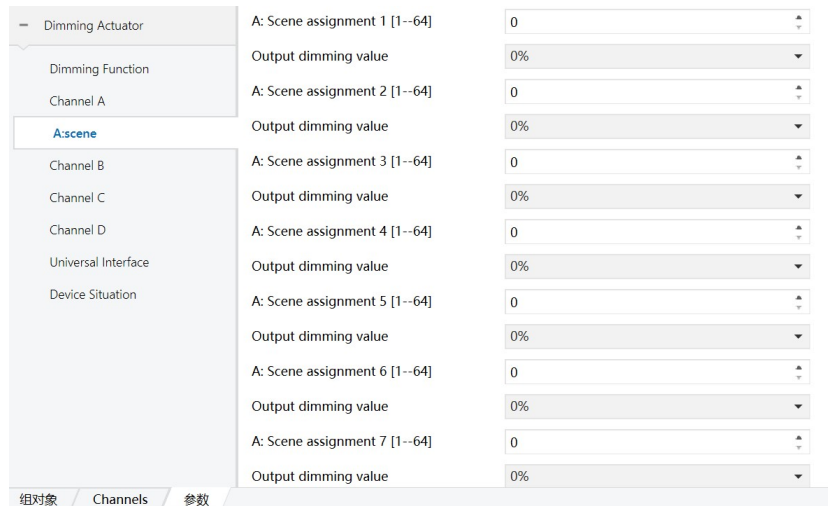 Dimming Actuator
Dimming Function
Channel A
A:scene
Channel B
Channel C
Channel D
Universal Interface
Device Situation
A: Scene assignment 1 [1--64] 0
Output dimming value 0%
A: Scene assignment 2 [1--64] 0
Output dimming value 0%
A: Scene assignment 3 [1--64] 0
Output dimming value 0%
A: Scene assignment 4 [1--64] 0
Output dimming value 0%
A: Scene assignment 5 [1--64] 0
Output dimming value 0%
A: Scene assignment 6 [1--64] 0
Output dimming value 0%
A: Scene assignment 7 [1--64] 0
Output dimming value 0%
组对象 Channels 参数